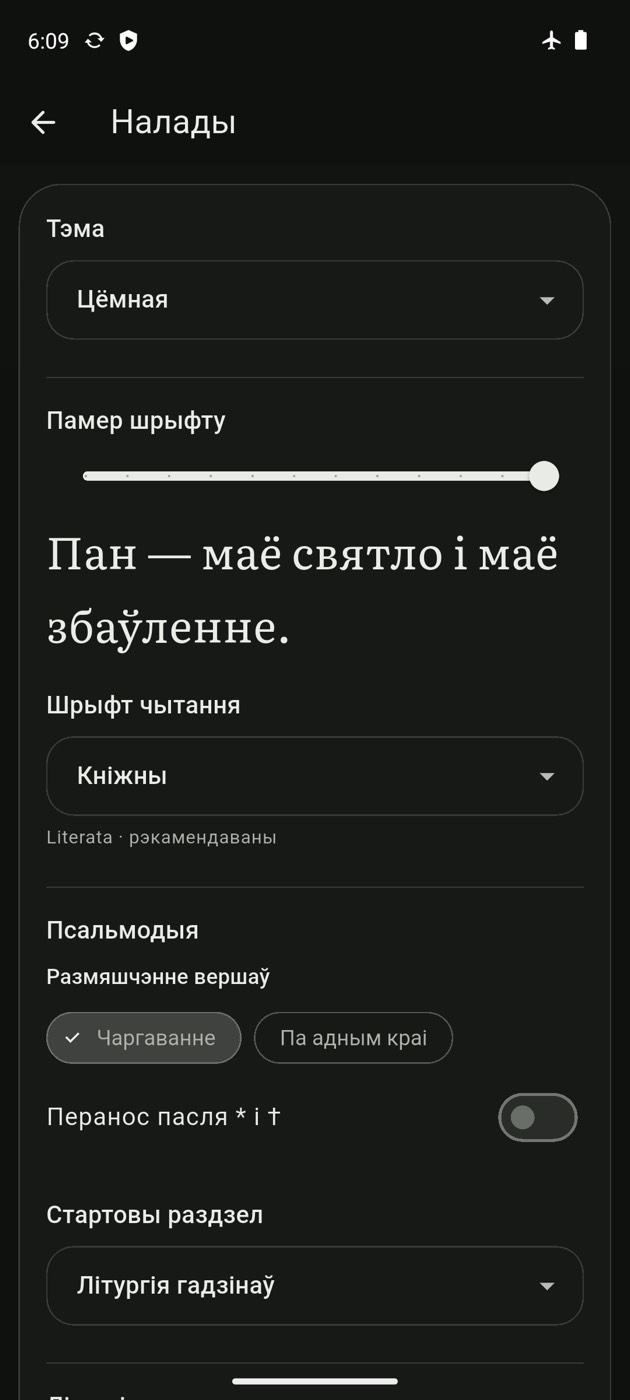 6:09
Налады
Тэма
Цёмная
Памер шрыфту
Пан — маё святло і маё
збаўленне.
Шрыфт чытання
Кніжны
Literata · рэкамендаваны
Псальмодыя
Размяшчэнне вершаў
Чаргаванне
Па адным краі
Перанос пасля * і †
Стартовы раздзел
Літургія гадзінаў